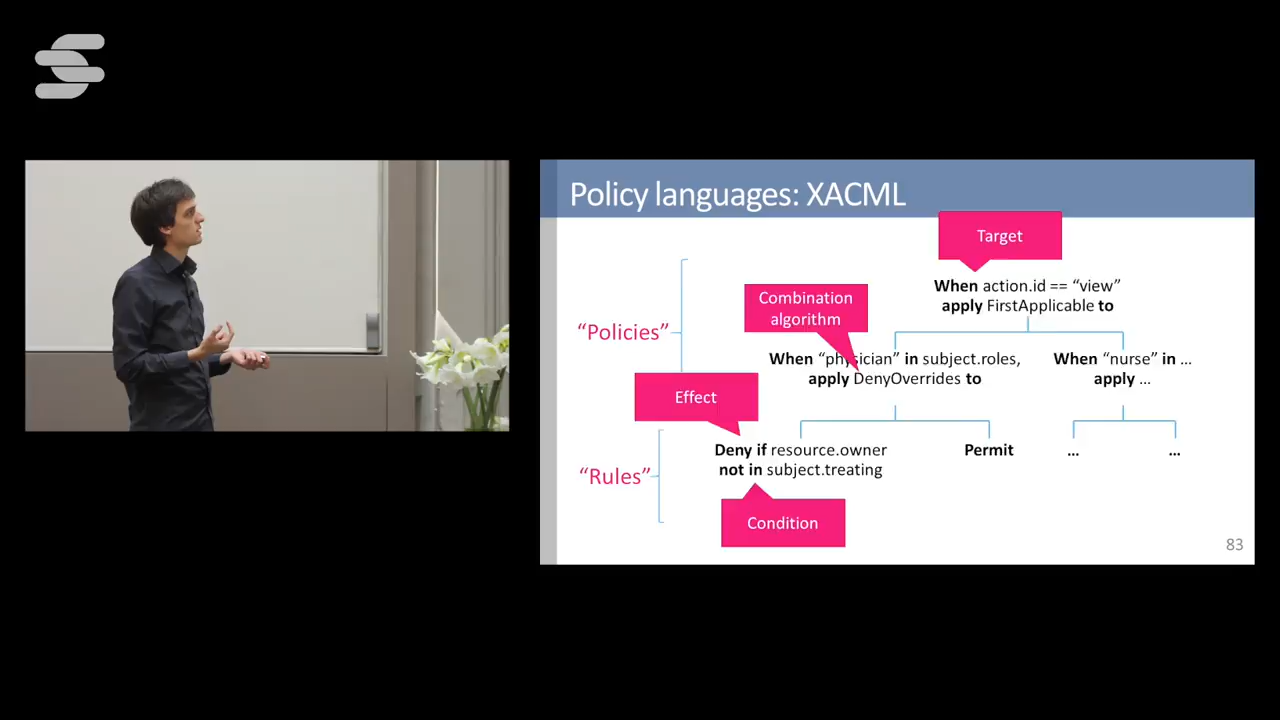 Policy languages: XACML
Target
When action.id == “view”
apply FirstApplicable to
Combination
algorithm
“Policies”
When “physician” in subject.roles,
apply DenyOverrides to
When “nurse” in ...
apply ...
Effect
Deny if resource.owner
not in subject.treating
Permit
...
...
“Rules”
Condition
83